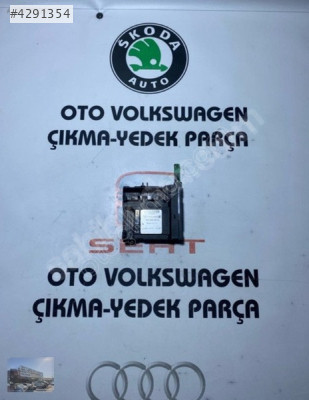 #4291354
ŠKODA
AUTO
OTO VOLKSWAGEN
ÇIKMA-YEDEK PARÇA
SEAT
OTO VOLKSWAGEN
ÇIKMA-YEDEK PARÇA